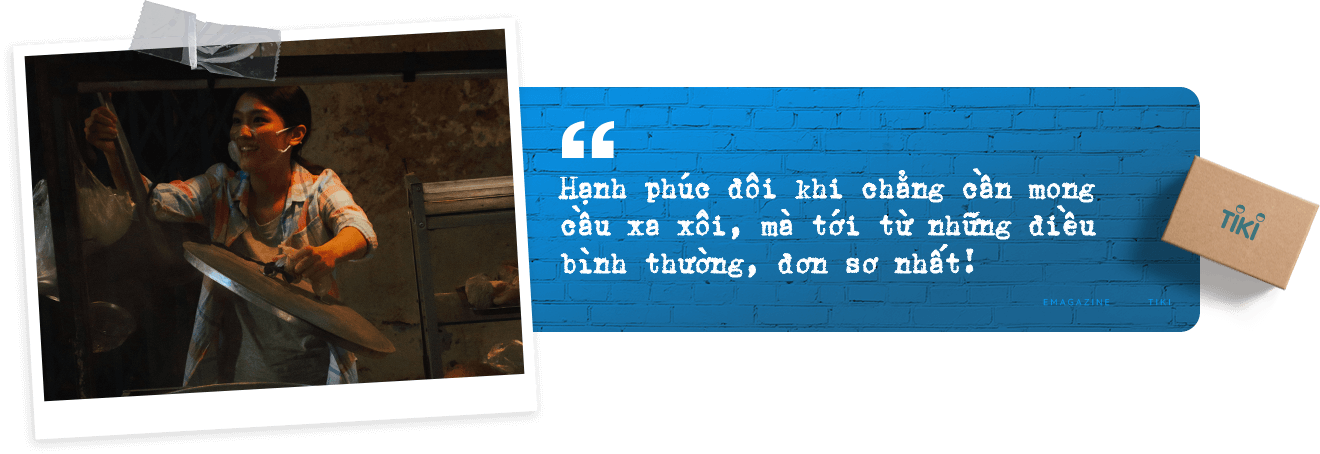 “
Hạnh phúc đôi khi chẳng cần mong
cầu xa xôi, mà tới từ những điều
bình thường, đơn sơ nhất!
EMAGAZINE TIKI
TIKI